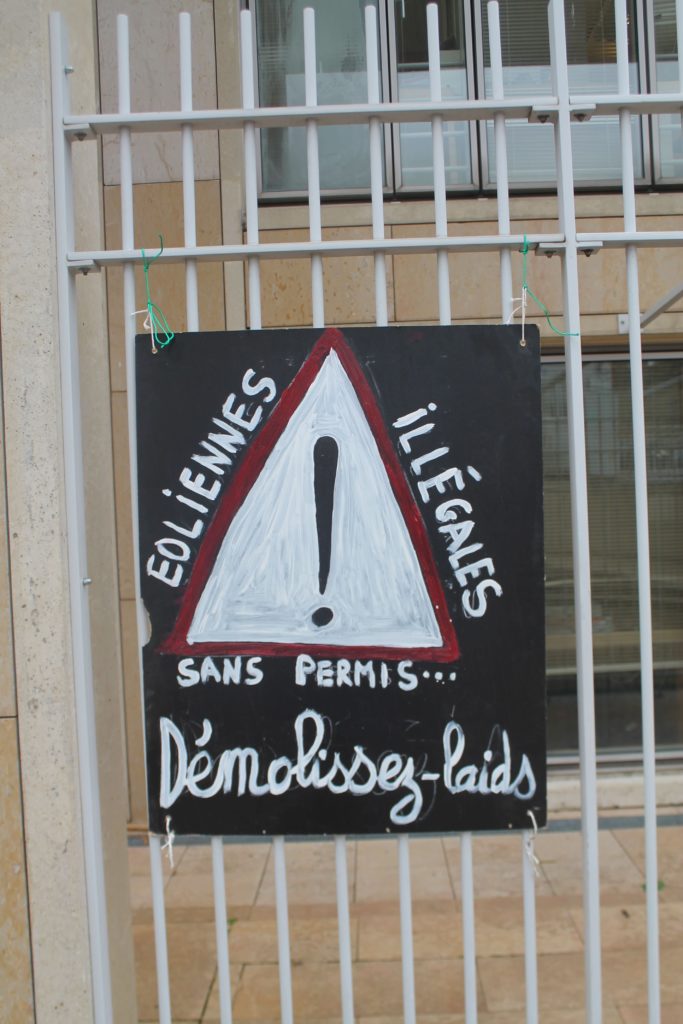 EOLIENNES
ILLÉGALES
!
SANS PERMIS...
Démolissez-laids